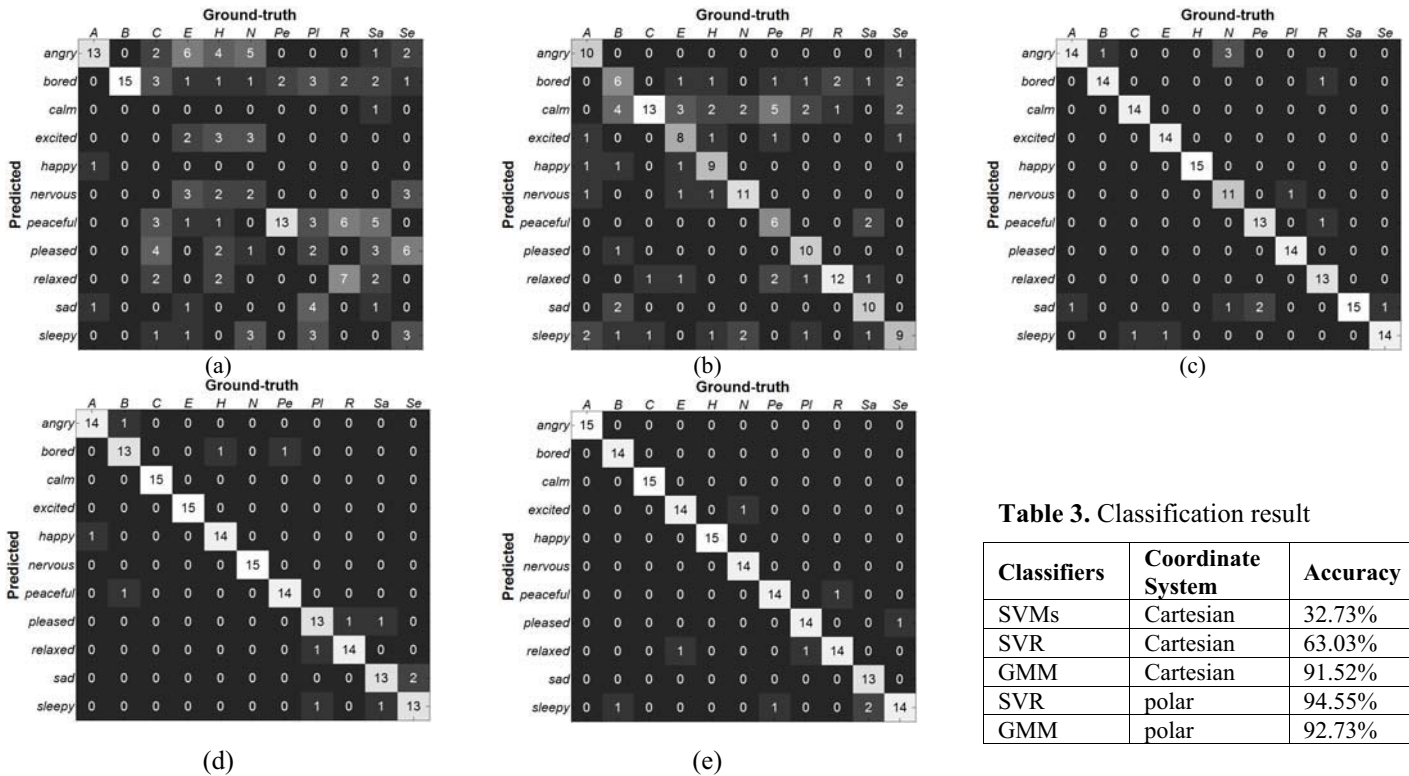 Ground-truth
A B C E H N Pe Pl R Sa Se
Predicted
angry 13 0 2 6 4 5 0 0 0 1 2
bored 0 15 3 1 1 1 2 3 2 2 1
calm 0 0 0 0 0 0 0 0 0 1 0
excited 0 0 0 2 3 3 0 0 0 0 0
happy 1 0 0 0 0 0 0 0 0 0 0
nervous 0 0 0 3 2 2 0 0 0 0 3
peaceful 0 0 3 1 1 0 13 3 6 5 0
pleased 0 0 4 0 2 1 0 2 0 3 6
relaxed 0 0 2 0 2 0 0 0 7 2 0
sad 1 0 0 1 0 0 0 4 0 1 0
sleepy 0 0 1 1 0 3 0 3 0 0 3
(a)
Ground-truth
A B C E H N Pe Pl R Sa Se
Predicted
angry 10 0 0 0 0 0 0 0 0 0 1
bored 0 6 0 1 1 0 1 1 2 1 2
calm 0 4 13 3 2 2 5 2 1 0 2
excited 1 0 0 8 1 0 1 0 0 0 1
happy 1 1 0 1 9 0 0 0 0 0 0
nervous 1 0 0 1 1 11 0 0 0 0 0
peaceful 0 0 0 0 0 0 6 0 0 2 0
pleased 0 1 0 0 0 0 0 10 0 0 0
relaxed 0 0 1 1 0 0 2 1 12 1 0
sad 0 2 0 0 0 0 0 0 0 10 0
sleepy 2 1 1 0 1 2 0 1 0 1 9
(b)
Ground-truth
A B C E H N Pe Pl R Sa Se
Predicted
angry 14 1 0 0 0 3 0 0 0 0 0
bored 0 14 0 0 0 0 0 0 1 0 0
calm 0 0 14 0 0 0 0 0 0 0 0
excited 0 0 0 14 0 0 0 0 0 0 0
happy 0 0 0 0 15 0 0 0 0 0 0
nervous 0 0 0 0 0 11 0 1 0 0 0
peaceful 0 0 0 0 0 0 13 0 1 0 0
pleased 0 0 0 0 0 0 0 14 0 0 0
relaxed 0 0 0 0 0 0 0 0 13 0 0
sad 1 0 0 0 0 1 2 0 0 15 1
sleepy 0 0 1 1 0 0 0 0 0 0 14
(c)
Ground-truth
A B C E H N Pe Pl R Sa Se
Predicted
angry 14 1 0 0 0 0 0 0 0 0 0
bored 0 13 0 0 1 0 1 0 0 0 0
calm 0 0 15 0 0 0 0 0 0 0 0
excited 0 0 0 15 0 0 0 0 0 0 0
happy 1 0 0 0 14 0 0 0 0 0 0
nervous 0 0 0 0 0 15 0 0 0 0 0
peaceful 0 1 0 0 0 0 14 0 0 0 0
pleased 0 0 0 0 0 0 0 13 1 1 0
relaxed 0 0 0 0 0 0 0 1 14 0 0
sad 0 0 0 0 0 0 0 0 0 13 2
sleepy 0 0 0 0 0 0 0 1 0 1 13
(d)
Ground-truth
A B C E H N Pe Pl R Sa Se
Predicted
angry 15 0 0 0 0 0 0 0 0 0 0
bored 0 14 0 0 0 0 0 0 0 0 0
calm 0 0 15 0 0 0 0 0 0 0 0
excited 0 0 0 14 0 1 0 0 0 0 0
happy 0 0 0 0 15 0 0 0 0 0 0
nervous 0 0 0 0 0 14 0 0 0 0 0
peaceful 0 0 0 0 0 0 14 0 1 0 0
pleased 0 0 0 0 0 0 0 14 0 0 1
relaxed 0 0 0 1 0 0 0 1 14 0 0
sad 0 0 0 0 0 0 0 0 0 13 0
sleepy 0 1 0 0 0 0 1 0 0 2 14
(e)
Table 3. Classification result
Classifiers Coordinate System Accuracy
SVMs Cartesian 32.73%
SVR Cartesian 63.03%
GMM Cartesian 91.52%
SVR polar 94.55%
GMM polar 92.73%